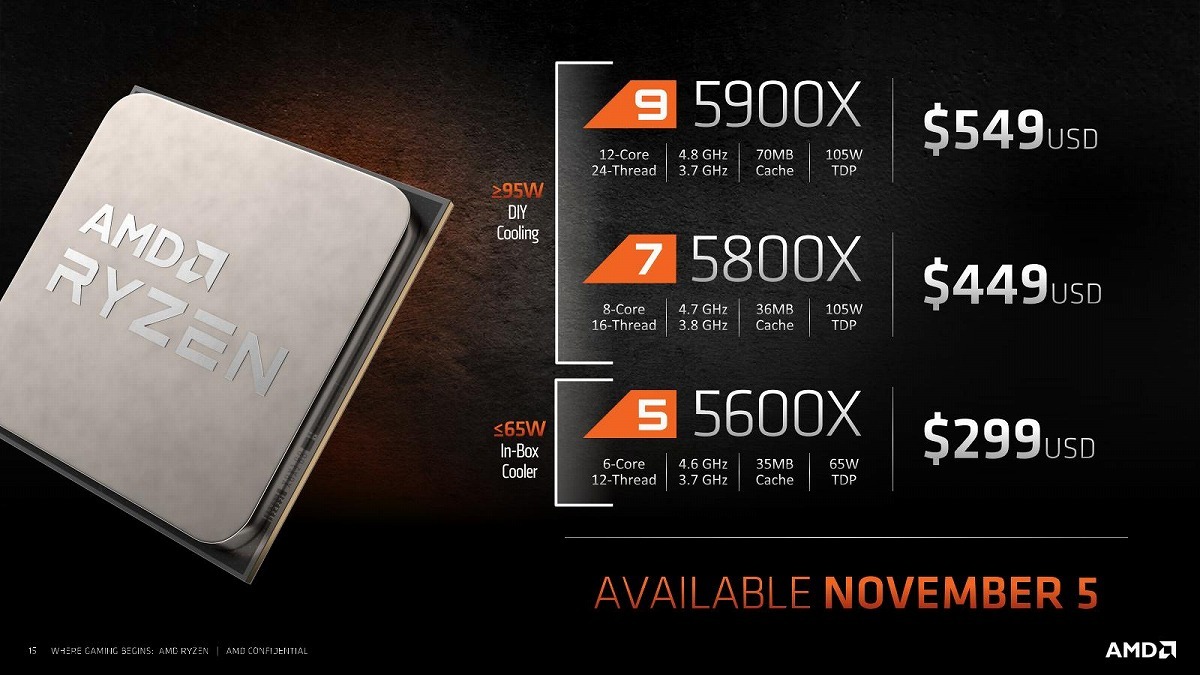 AMD
RYZEN
≥95W
DIY
Cooling
9 5900X
12-Core
24-Thread
4.8 GHz
3.7 GHz
70MB
Cache
105W
TDP
$549USD
7 5800X
8-Core
16-Thread
4.7 GHz
3.8 GHz
36MB
Cache
105W
TDP
$449USD
≤65W
In-Box
Cooler
5 5600X
6-Core
12-Thread
4.6 GHz
3.7 GHz
35MB
Cache
65W
TDP
$299USD
AVAILABLE NOVEMBER 5
15 WHERE GAMING BEGINS: AMD RYZEN | AMD CONFIDENTIAL
AMD